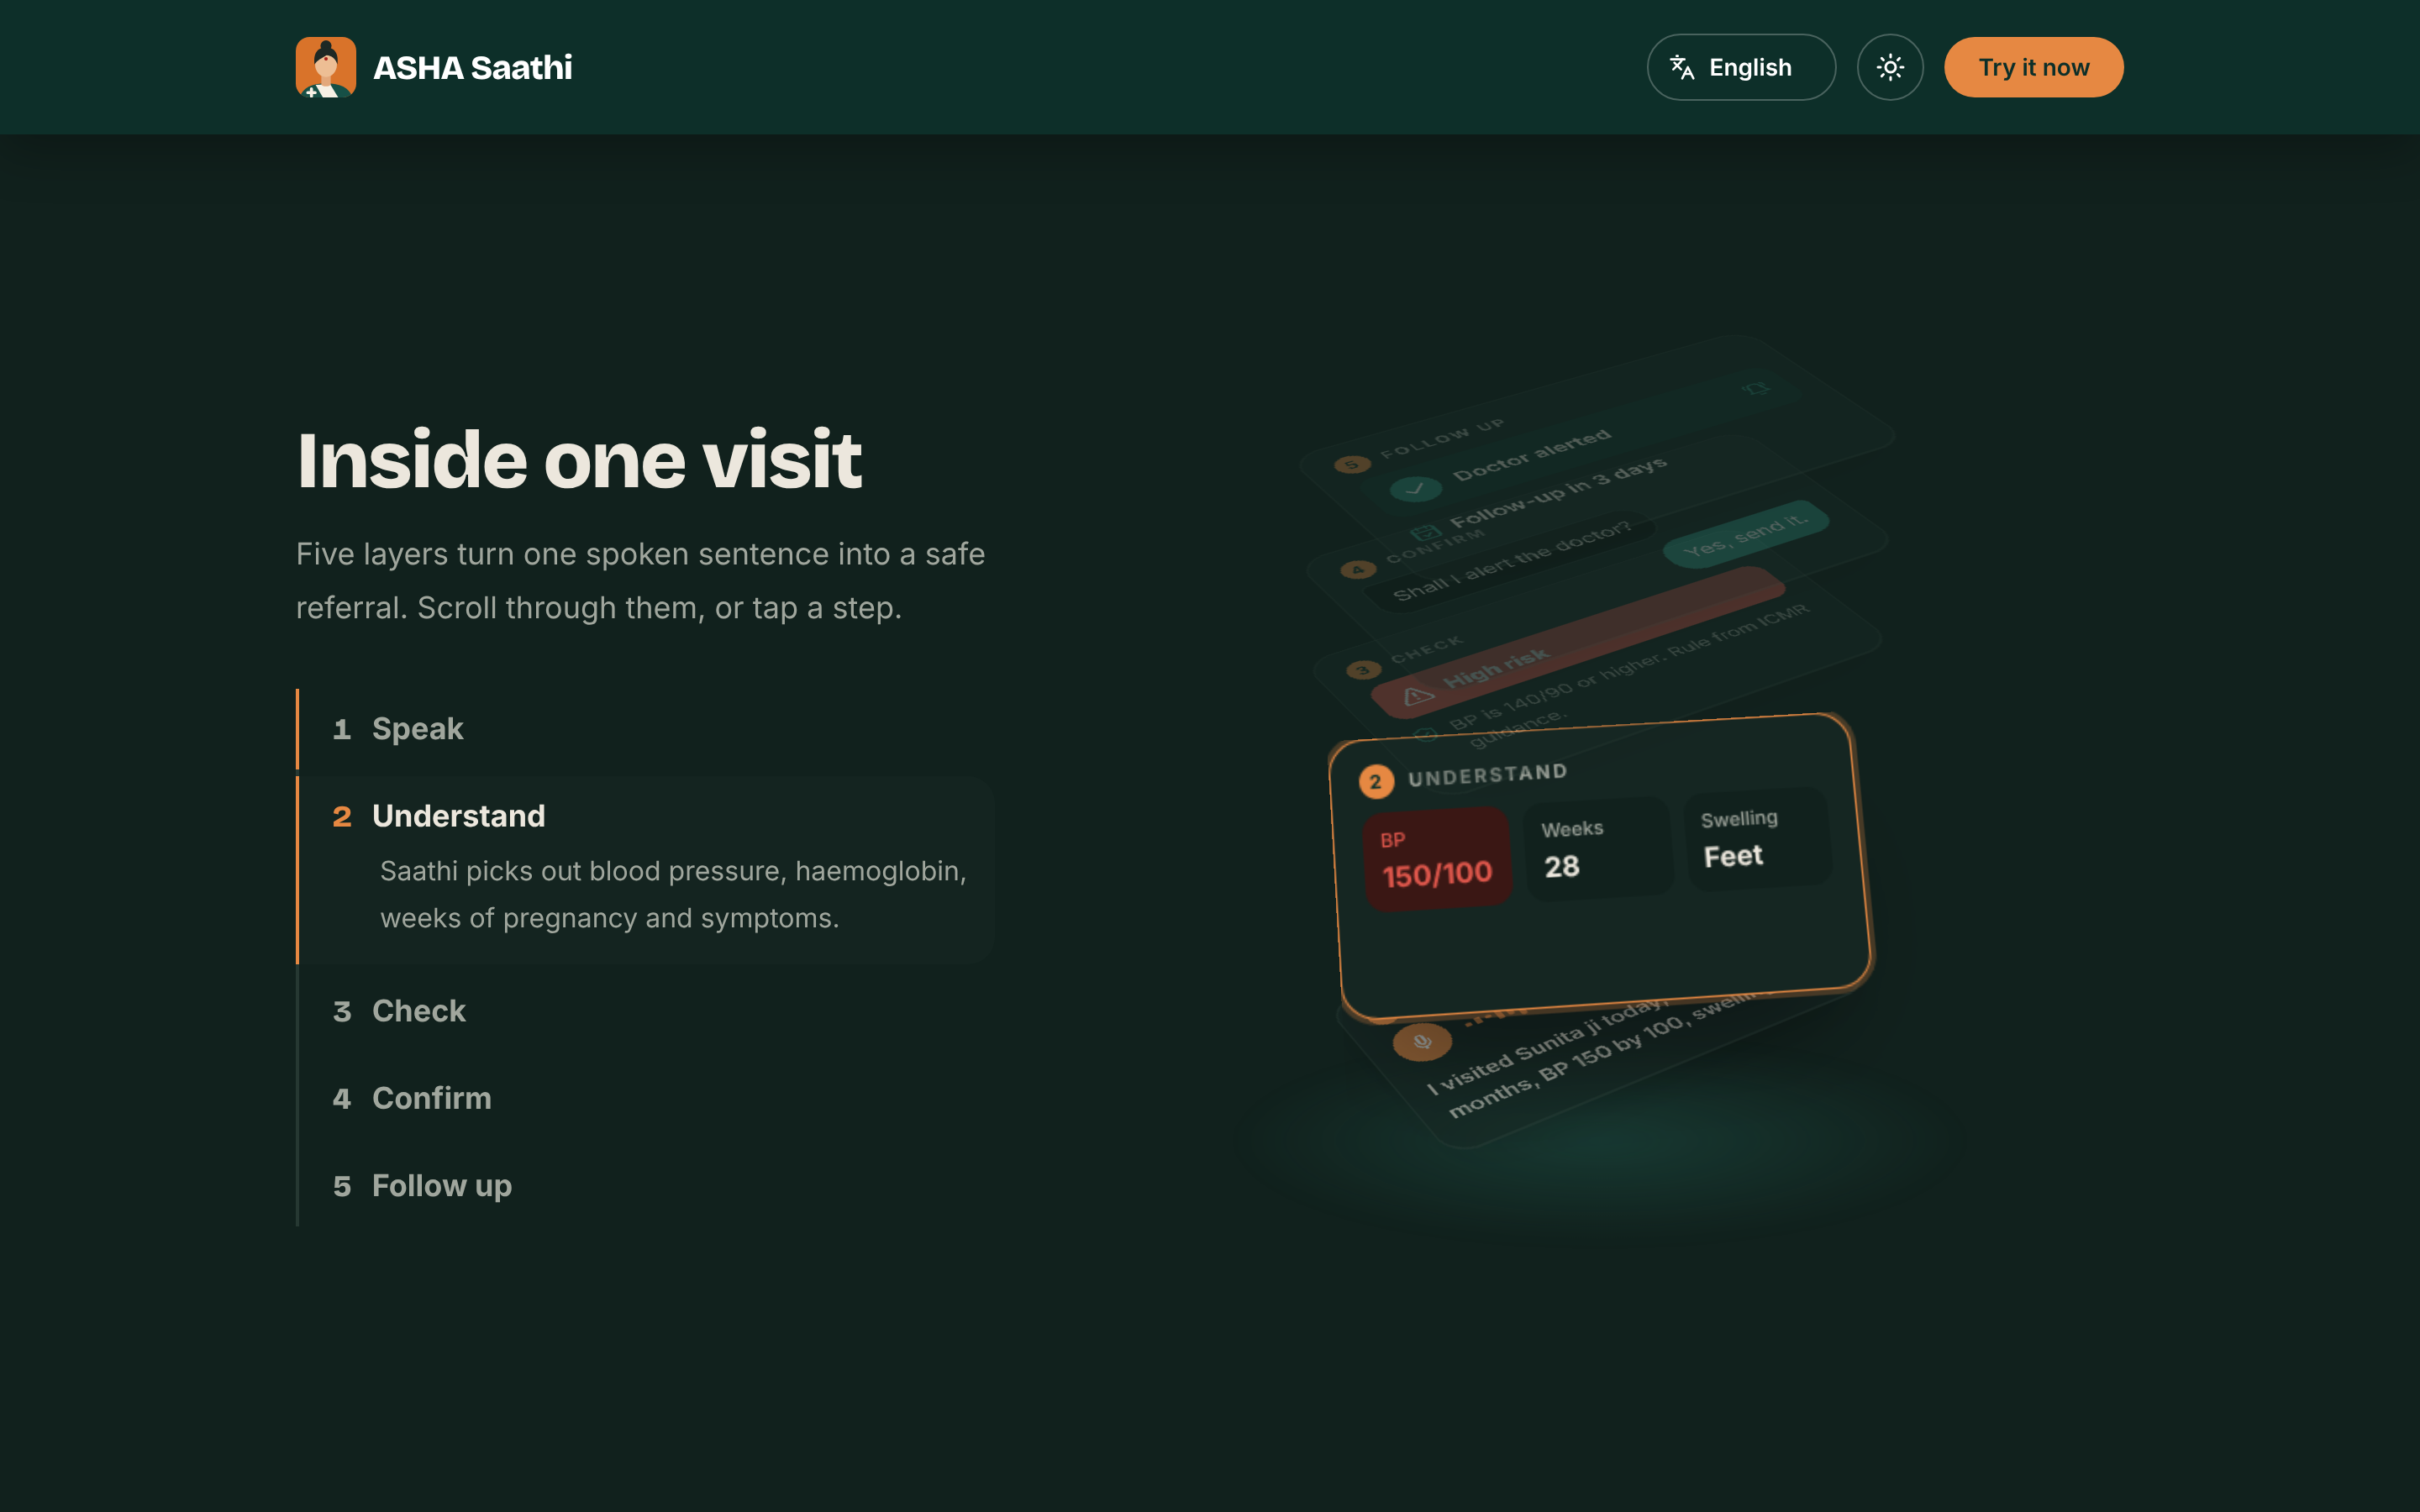 ASHA Saathi
English
Try it now
Inside one visit
Five layers turn one spoken sentence into a safe
referral. Scroll through them, or tap a step.
1 Speak
2 Understand
Saathi picks out blood pressure, haemoglobin,
weeks of pregnancy and symptoms.
3 Check
4 Confirm
5 Follow up
5 FOLLOW UP
Doctor alerted
Follow-up in 3 days
4 CONFIRM
Shall I alert the doctor?
Yes, send it.
3 CHECK
High risk
BP is 140/90 or higher. Rule from ICMR
guidance.
2 UNDERSTAND
BP
150/100
Weeks
28
Swelling
Feet
I visited Sunita ji today,
months, BP 150 by 100,